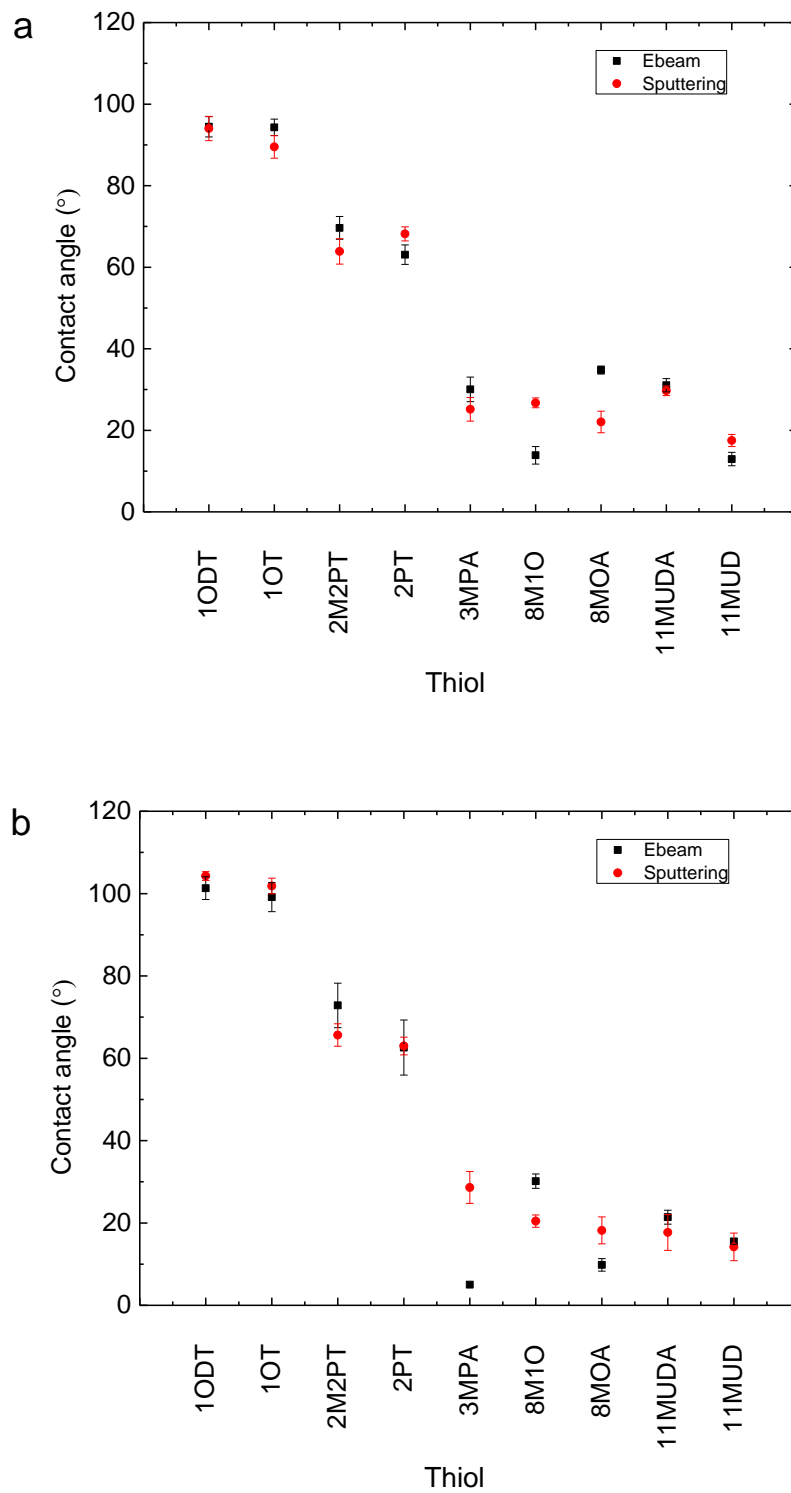 a
120
100
80
60
40
20
0
Contact angle (°)
Ebeam
Sputtering
1ODT
1OT
2M2PT
2PT
3MPA
8M1O
8MOA
11MUDA
11MUD
Thiol
b
120
100
80
60
40
20
0
Contact angle (°)
Ebeam
Sputtering
1ODT
1OT
2M2PT
2PT
3MPA
8M1O
8MOA
11MUDA
11MUD
Thiol